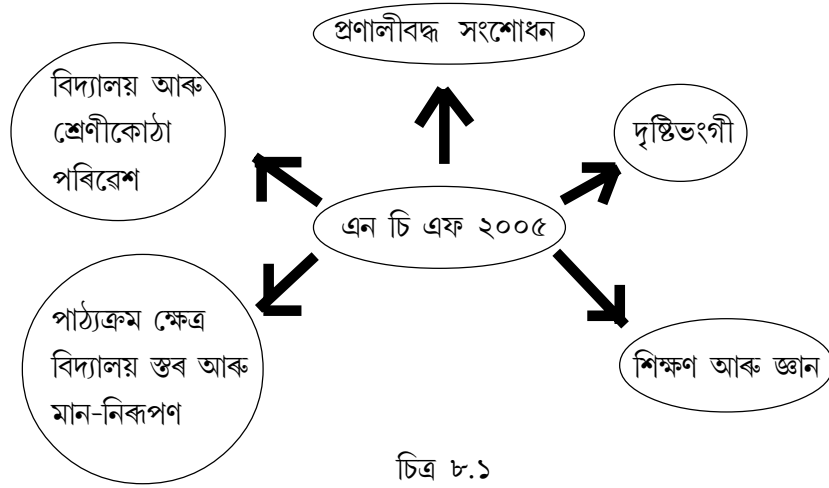 প্ৰণালীবদ্ধ সংশোধন
বিদ্যালয় আৰু
শ্ৰেণীকোঠা
পৰিৱেশ
দৃষ্টিভংগী
এন চি এফ ২০০৫
পাঠ্যক্ৰম ক্ষেত্ৰ
বিদ্যালয় স্তৰ আৰু
মান-নিৰূপণ
শিক্ষণ আৰু জ্ঞান
চিত্ৰ ৮.১